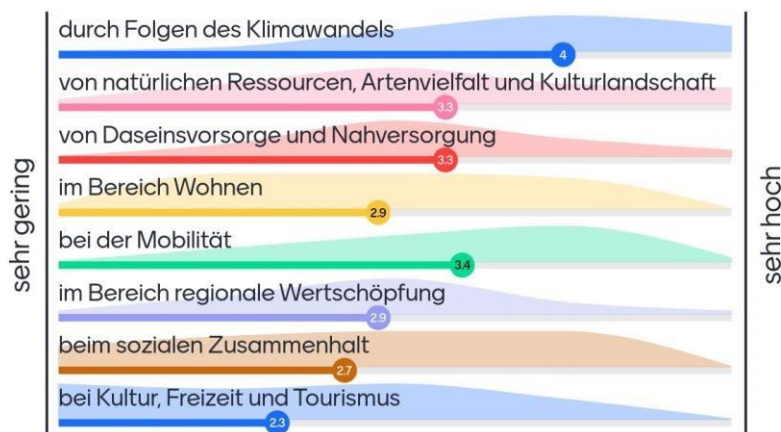 durch Folgen des Klimawandels
4
von natürlichen Ressourcen, Artenvielfalt und Kulturlandschaft
3.3
von Daseinsvorsorge und Nahversorgung
3.3
im Bereich Wohnen
2.9
bei der Mobilität
3.4
im Bereich regionale Wertschöpfung
2.9
beim sozialen Zusammenhalt
2.7
bei Kultur, Freizeit und Tourismus
2.3
sehr gering
sehr hoch